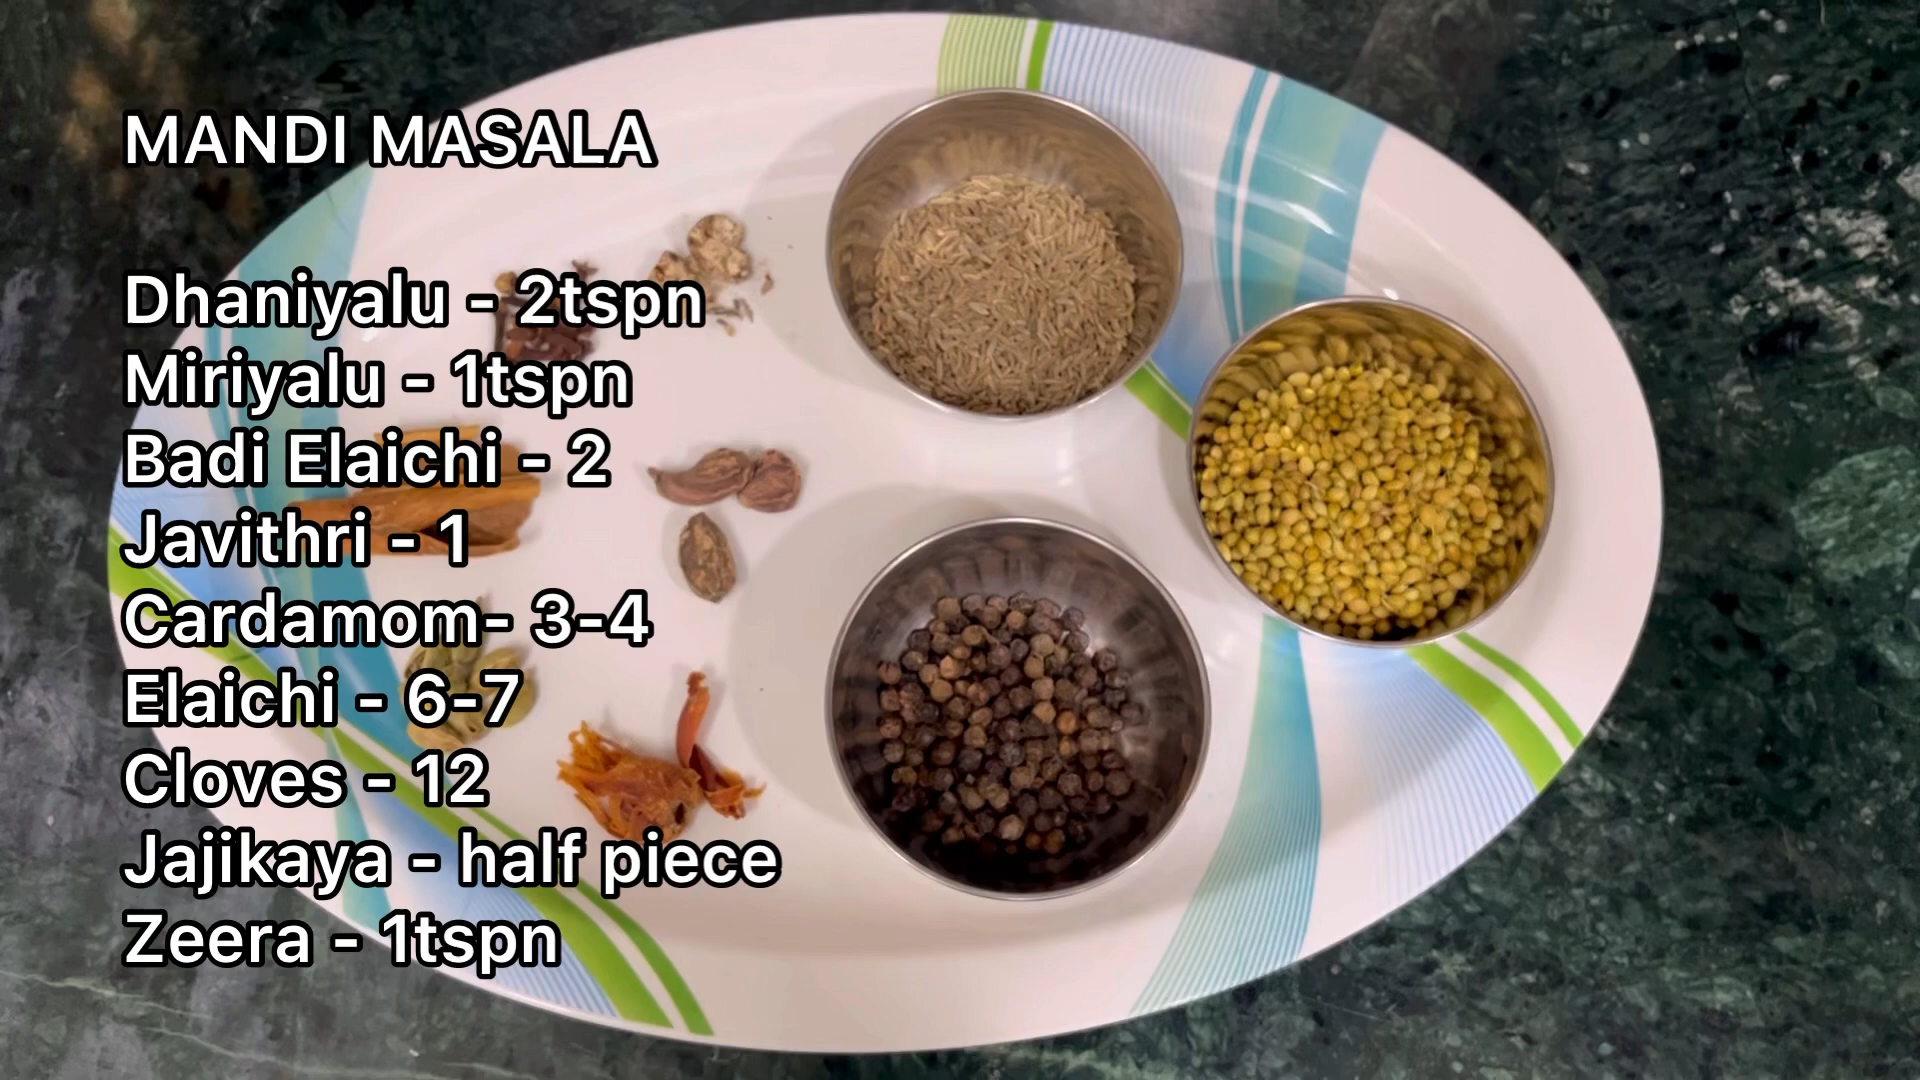 MANDI MASALA
Dhaniyalu - 2tspn
Miriyalu - 1tspn
Badi Elaichi - 2
Javithri - 1
Cardamom- 3-4
Elaichi - 6-7
Cloves - 12
Jajikaya - half piece
Zeera - 1tspn